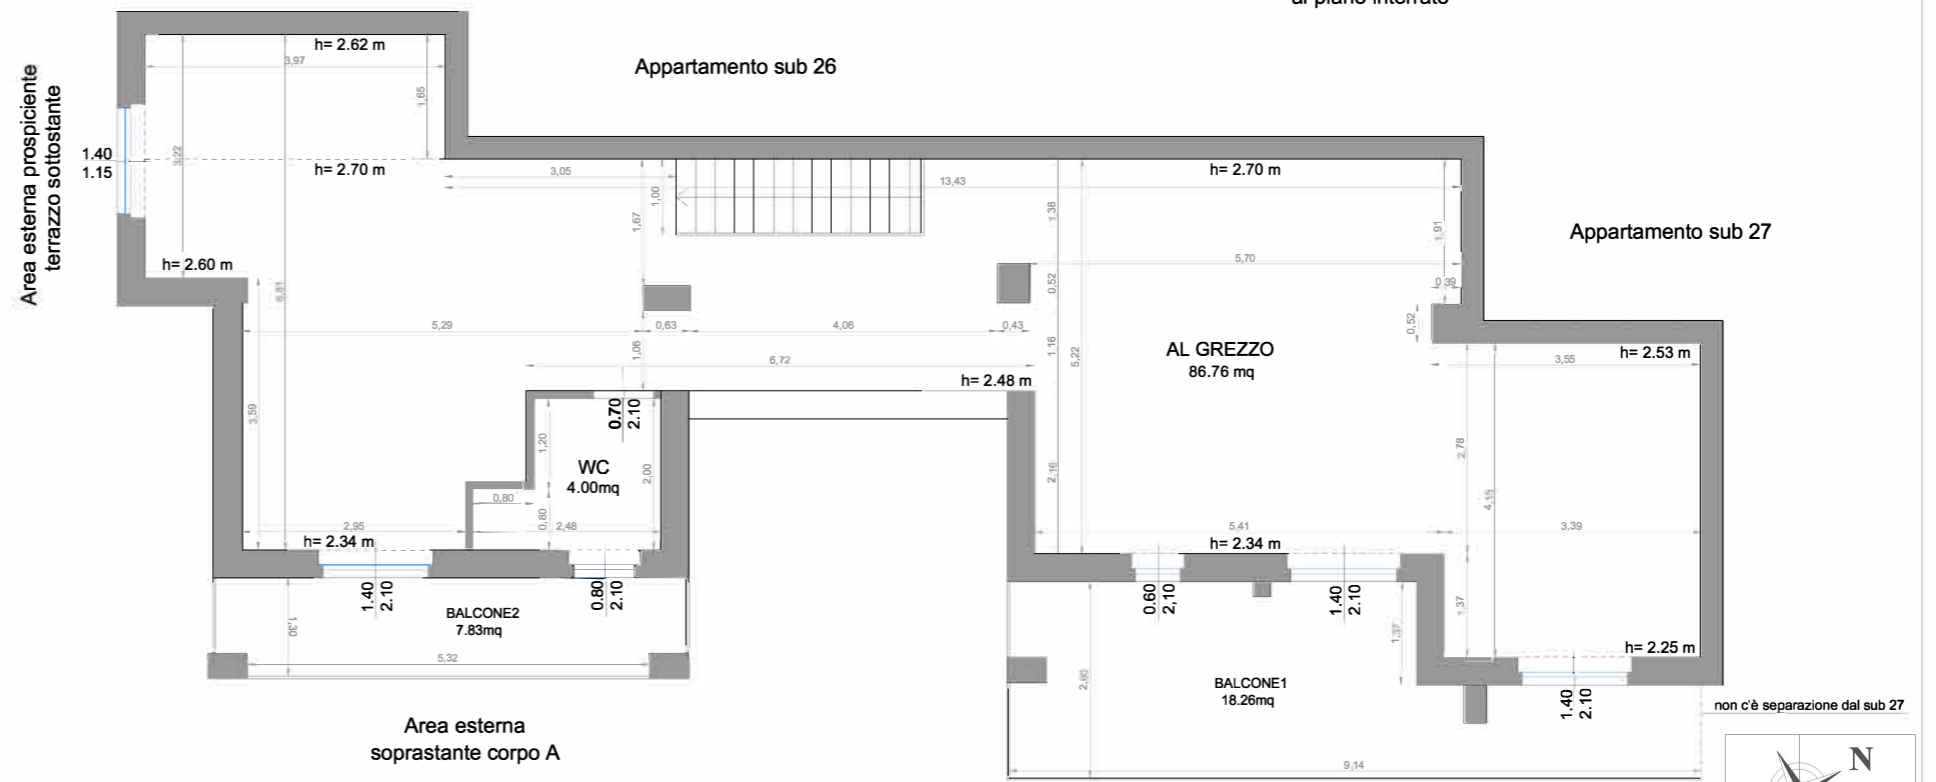 al piano interrato
h= 2.62 m
3,97
Appartamento sub 26
Area esterna prospiciente
terrazzo sottostante
1,65
3,22
1.40
1.15
h= 2.70 m
3,05
13,43
h= 2.70 m
1,00
1,67
1,38
1,91
Appartamento sub 27
h= 2.60 m
6,81
5,70
0,52
0,39
5,29
0,63
4,06
0,43
0,52
1,06
1,16
5,22
AL GREZZO
86.76 mq
h= 2.53 m
3,55
6,72
h= 2.48 m
3,59
0.70
2.10
1,20
WC
4.00mq
2,00
2,16
2,78
4,15
0,80
0,80
2,95
2,48
h= 2.34 m
5,41
3,39
h= 2.34 m
1.40
2.10
0.80
2.10
0.60
2,10
1.40
2.10
1,37
1,37
BALCONE2
7.83mq
1,30
5,32
h= 2.25 m
2,60
BALCONE1
18.26mq
1.40
2.10
non c'è separazione dal sub 27
Area esterna
soprastante corpo A
9,14
N